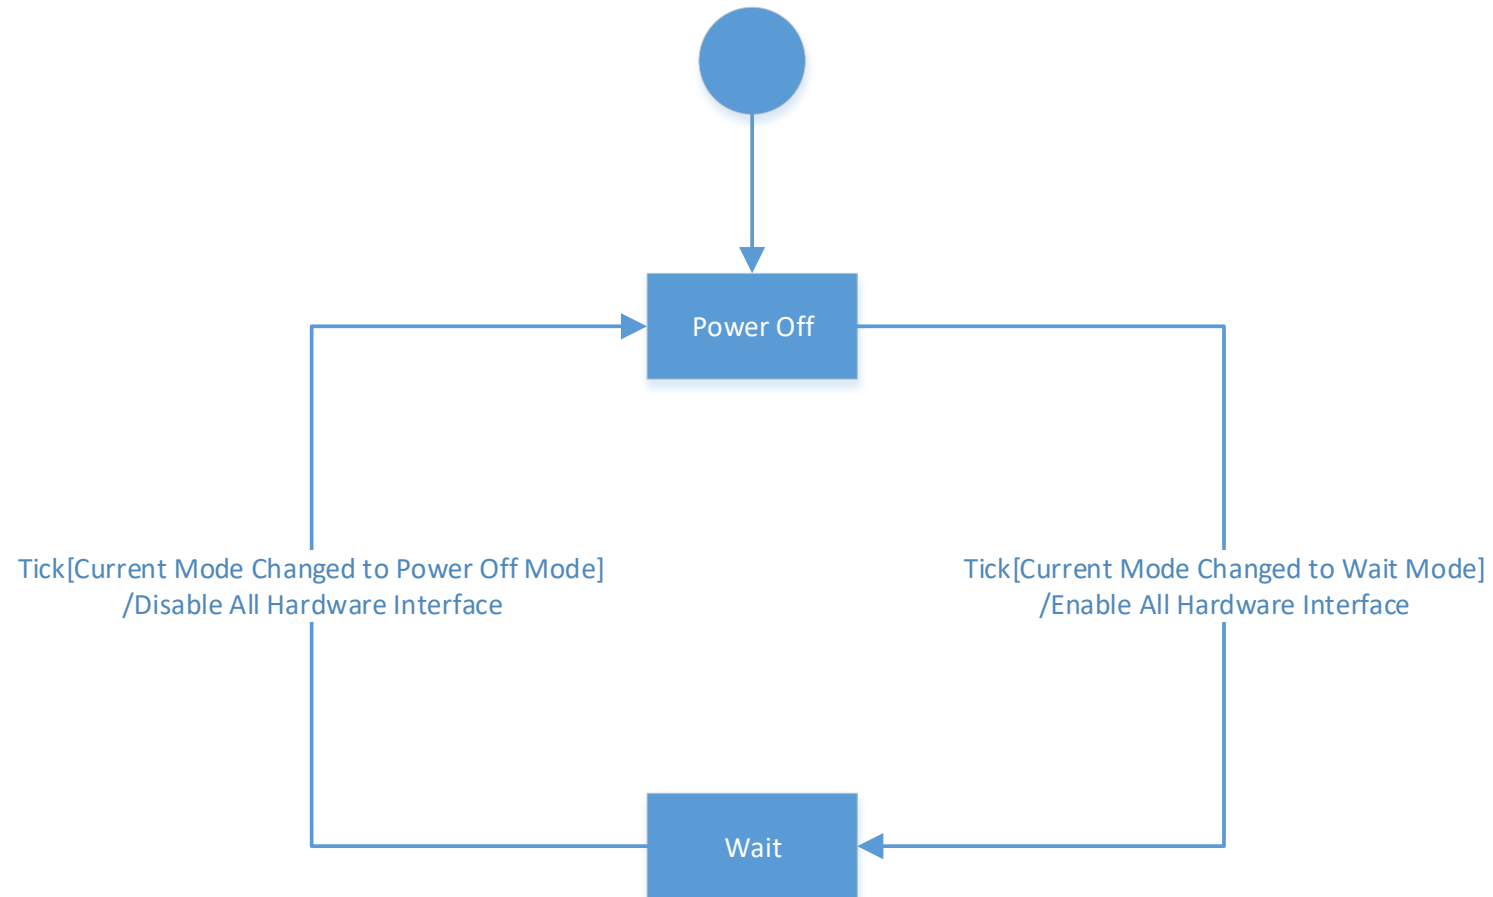 Power Off
Tick[Current Mode Changed to Power Off Mode]
/Disable All Hardware Interface
Tick[Current Mode Changed to Wait Mode]
/Enable All Hardware Interface
Wait